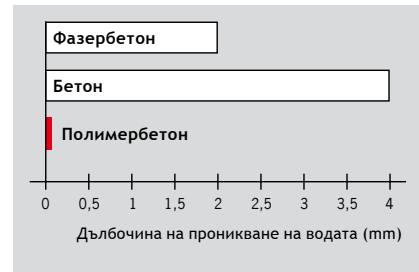 Фазербетон
Бетон
Полимербетон
0 0,5 1 1,5 2 2,5 3 3,5 4
Дълбочина на проникване на водата (mm)